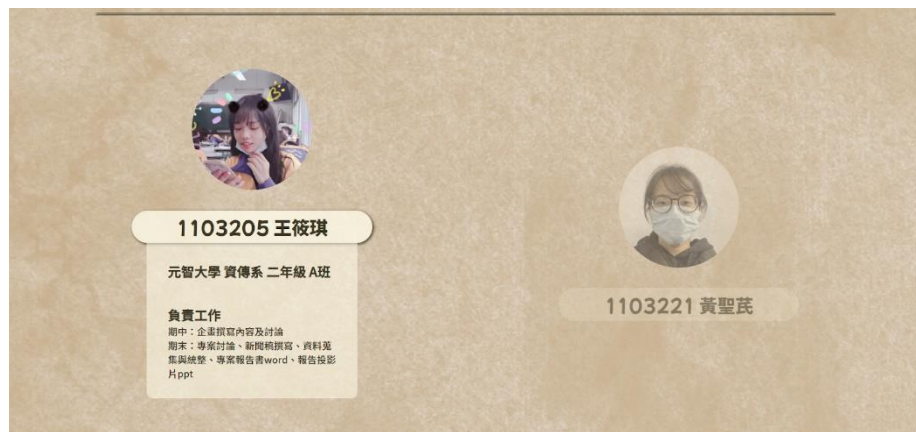 1103205 王筱琪
元智大學 資傳系 二年級 A班
負責工作
期中：企畫撰寫內容及討論
期末：專案討論、新聞稿撰寫、資料蒐
集與統整、專案報告書word、報告投影
片ppt
1103221 黃聖芪